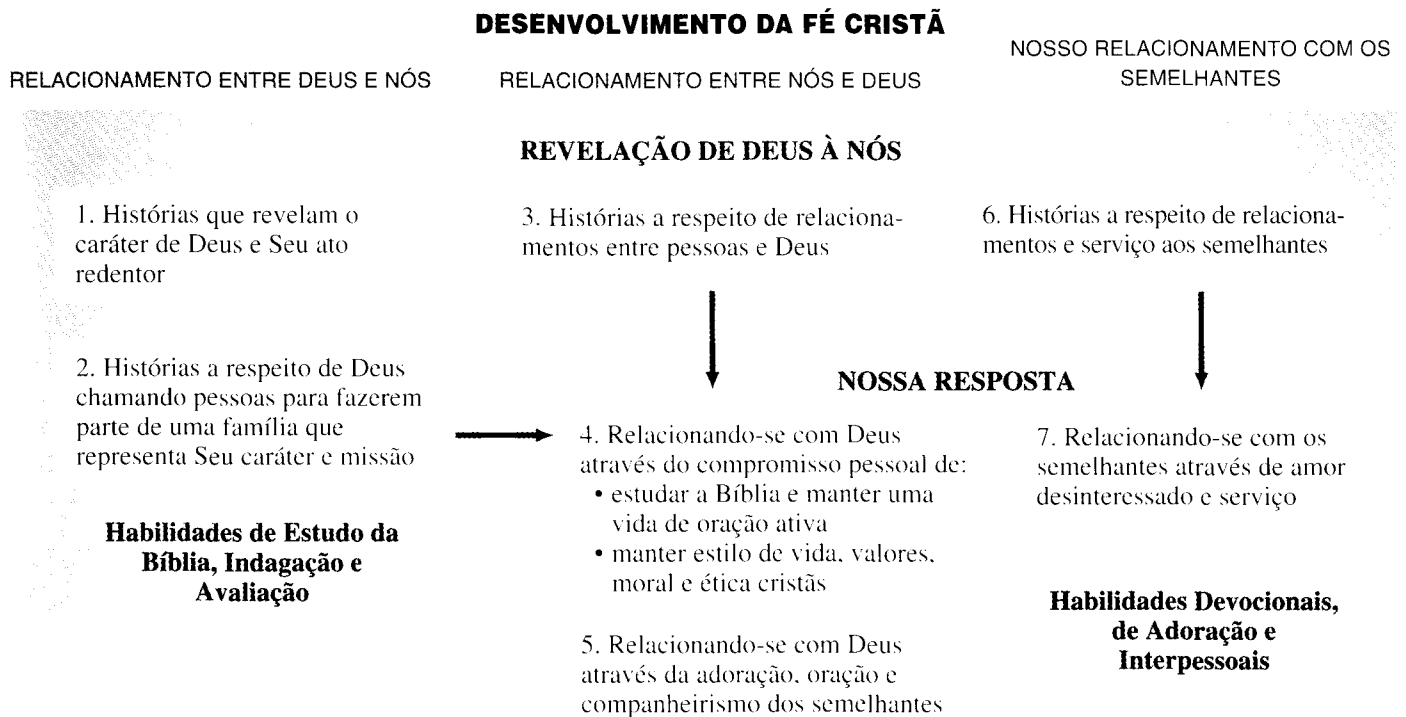 DESENVOLVIMENTO DA FÉ CRISTÃ
RELACIONAMENTO ENTRE DEUS E NÓS
RELACIONAMENTO ENTRE NÓS E DEUS
NOSSO RELACIONAMENTO COM OS
SEMELHANTES
REVELAÇÃO DE DEUS À NÓS
1. Histórias que revelam o
caráter de Deus e Seu ato
redentor
2. Histórias a respeito de Deus
chamando pessoas para fazerem
parte de uma família que
representa Seu caráter e missão
Habilidades de Estudo da
Bíblia, Indagação e
Avaliação
3. Histórias a respeito de relaciona-
mentos entre pessoas e Deus
NOSSA RESPOSTA
4. Relacionando-se com Deus
através do compromisso pessoal de:
• estudar a Bíblia e manter uma
vida de oração ativa
• manter estilo de vida, valores,
moral e ética cristãs
5. Relacionando-se com Deus
através da adoração, oração e
companheirismo dos semelhantes
6. Histórias a respeito de relaciona-
mentos e serviço aos semelhantes
7. Relacionando-se com os
semelhantes através de amor
desinteressado e serviço
Habilidades Devocionais,
de Adoração e
Interpessoais